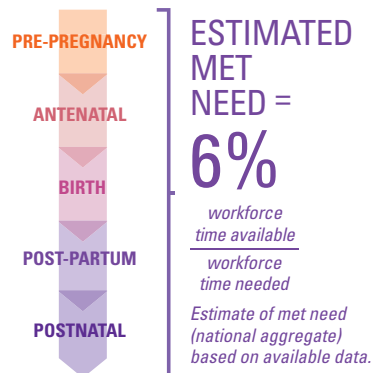 PRE-PREGNANCY
ANTENATAL
BIRTH
POST-PARTUM
POSTNATAL
ESTIMATED
MET
NEED =
6%
workforce
time available
workforce
time needed
Estimate of met need
(national aggregate)
based on available data.